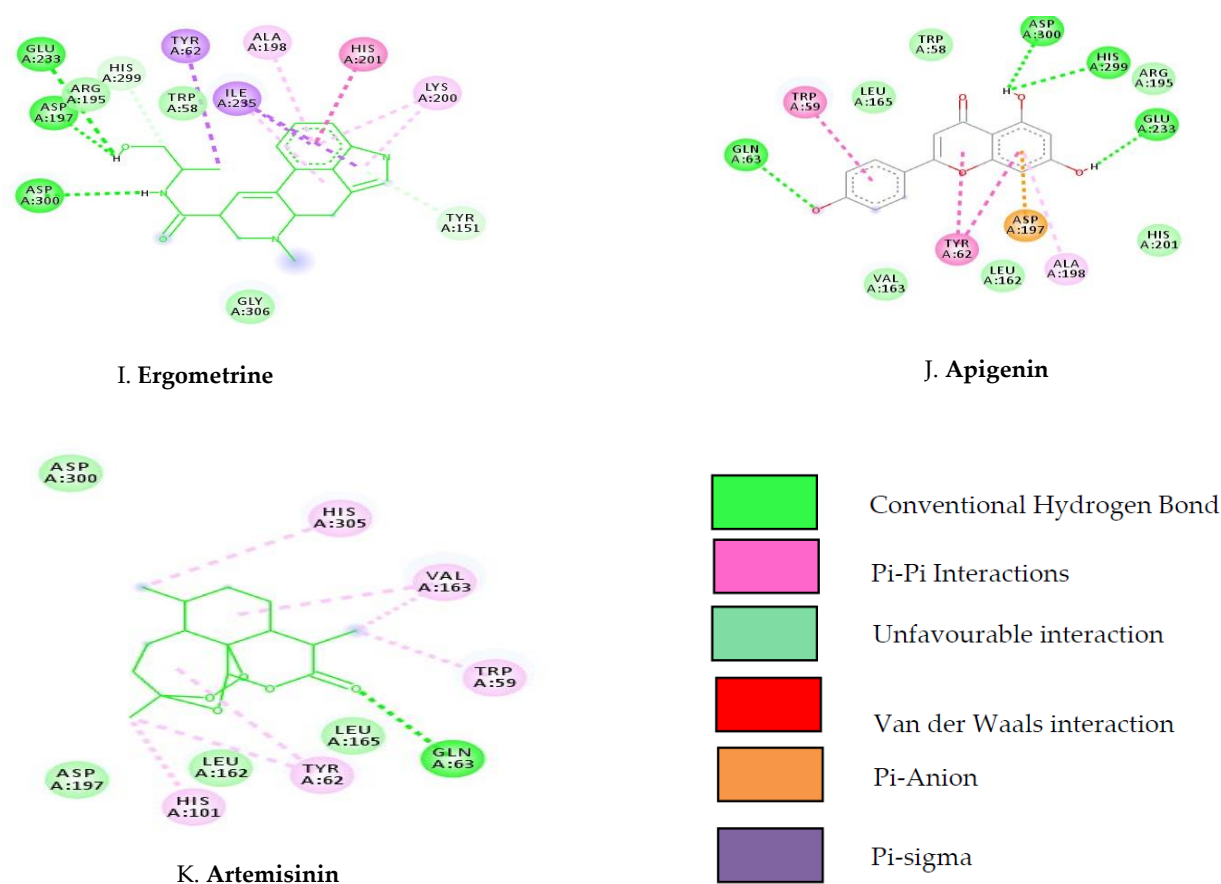 GLU
A:233
TYR
A:62
ALA
A:198
HIS
A:201
HIS
A:299
ARG
A:195
ASP
A:197
TRP
A:58
ILE
A:235
LYS
A:200
H
O
ASP
A:300
H
N
O
N
N
TYR
A:151
GLY
A:306
I. Ergometrine
ASP
A:300
TRP
A:58
HIS
A:299
ARG
A:195
LEU
A:165
TRP
A:59
H
O
O
GLU
A:233
GLN
A:63
O
O
O
H
ASP
A:197
TYR
A:62
HIS
A:201
ALA
A:198
LEU
A:162
VAL
A:163
J. Apigenin
ASP
A:300
HIS
A:305
VAL
A:163
TRP
A:59
O
O
O
O
O
LEU
A:165
GLN
A:63
LEU
A:162
TYR
A:62
ASP
A:197
HIS
A:101
K. Artemisinin
Conventional Hydrogen Bond
Pi-Pi Interactions
Unfavourable interaction
Van der Waals interaction
Pi-Anion
Pi-sigma